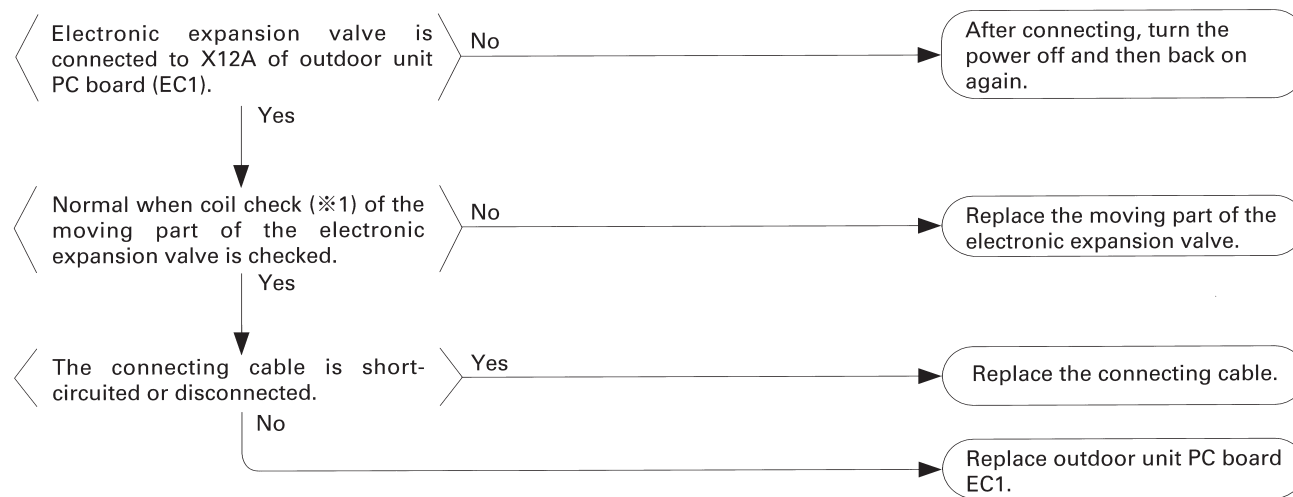 Electronic expansion valve is
connected to X12A of outdoor unit
PC board (EC1).
No
After connecting, turn the
power off and then back on
again.
Yes
Normal when coil check (※1) of the
moving part of the electronic
expansion valve is checked.
No
Replace the moving part of the
electronic expansion valve.
Yes
The connecting cable is short-
circuited or disconnected.
Yes
Replace the connecting cable.
No
Replace outdoor unit PC board
EC1.